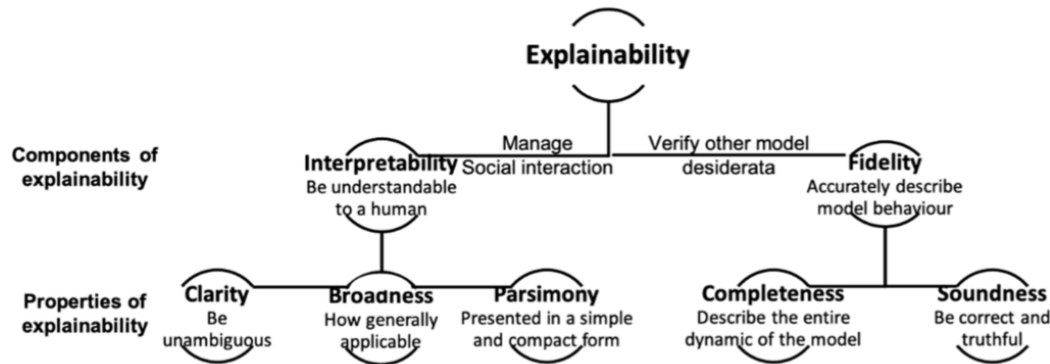 Explainability
Manage
Verify other model
Components of
explainability
Interpretability
Social interaction
desiderata
Fidelity
Be understandable
to a human
Accurately describe
model behaviour
Properties of
explainability
Clarity
Be
unambiguous
Broadness
How generally
applicable
Parsimony
Presented in a simple
and compact form
Completeness
Describe the entire
dynamic of the model
Soundness
Be correct and
truthful